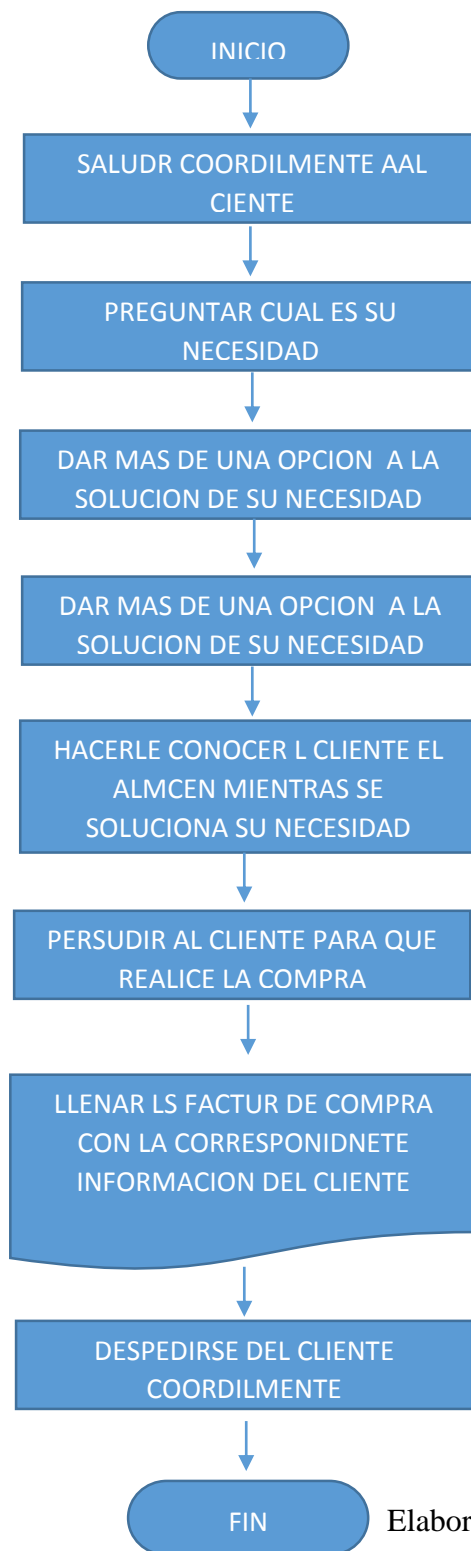 INICIO
SALUDR COORDILMENTE AAL
CIENTE
PREGUNTAR CUAL ES SU
NECESIDAD
DAR MAS DE UNA OPCION A LA
SOLUCION DE SU NECESIDAD
DAR MAS DE UNA OPCION A LA
SOLUCION DE SU NECESIDAD
HACERLE CONOCER L CLIENTE EL
ALMCEN MIENTRAS SE
SOLUCIONA SU NECESIDAD
PERSUDIR AL CLIENTE PARA QUE
REALICE LA COMPRA
LLENAR LS FACTUR DE COMPRA
CON LA CORRESPONIDNETE
INFORMACION DEL CLIENTE
DESPEDIRSE DEL CLIENTE
COORDILMENTE
FIN
Elabor